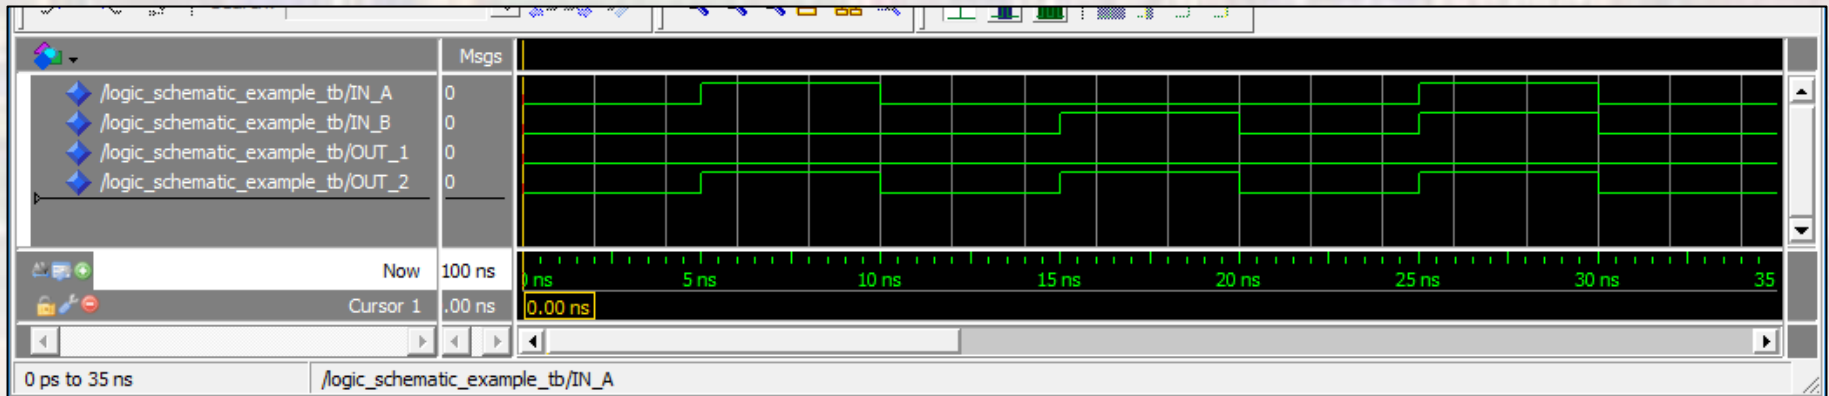 Msgs
/logic_schematic_example_tb/IN_A 0
/logic_schematic_example_tb/IN_B 0
/logic_schematic_example_tb/OUT_1 0
/logic_schematic_example_tb/OUT_2 0
Now 100 ns
ns 5 ns 10 ns 15 ns 20 ns 25 ns 30 ns 35
Cursor 1 .00 ns 0.00 ns
0 ps to 35 ns /logic_schematic_example_tb/IN_A